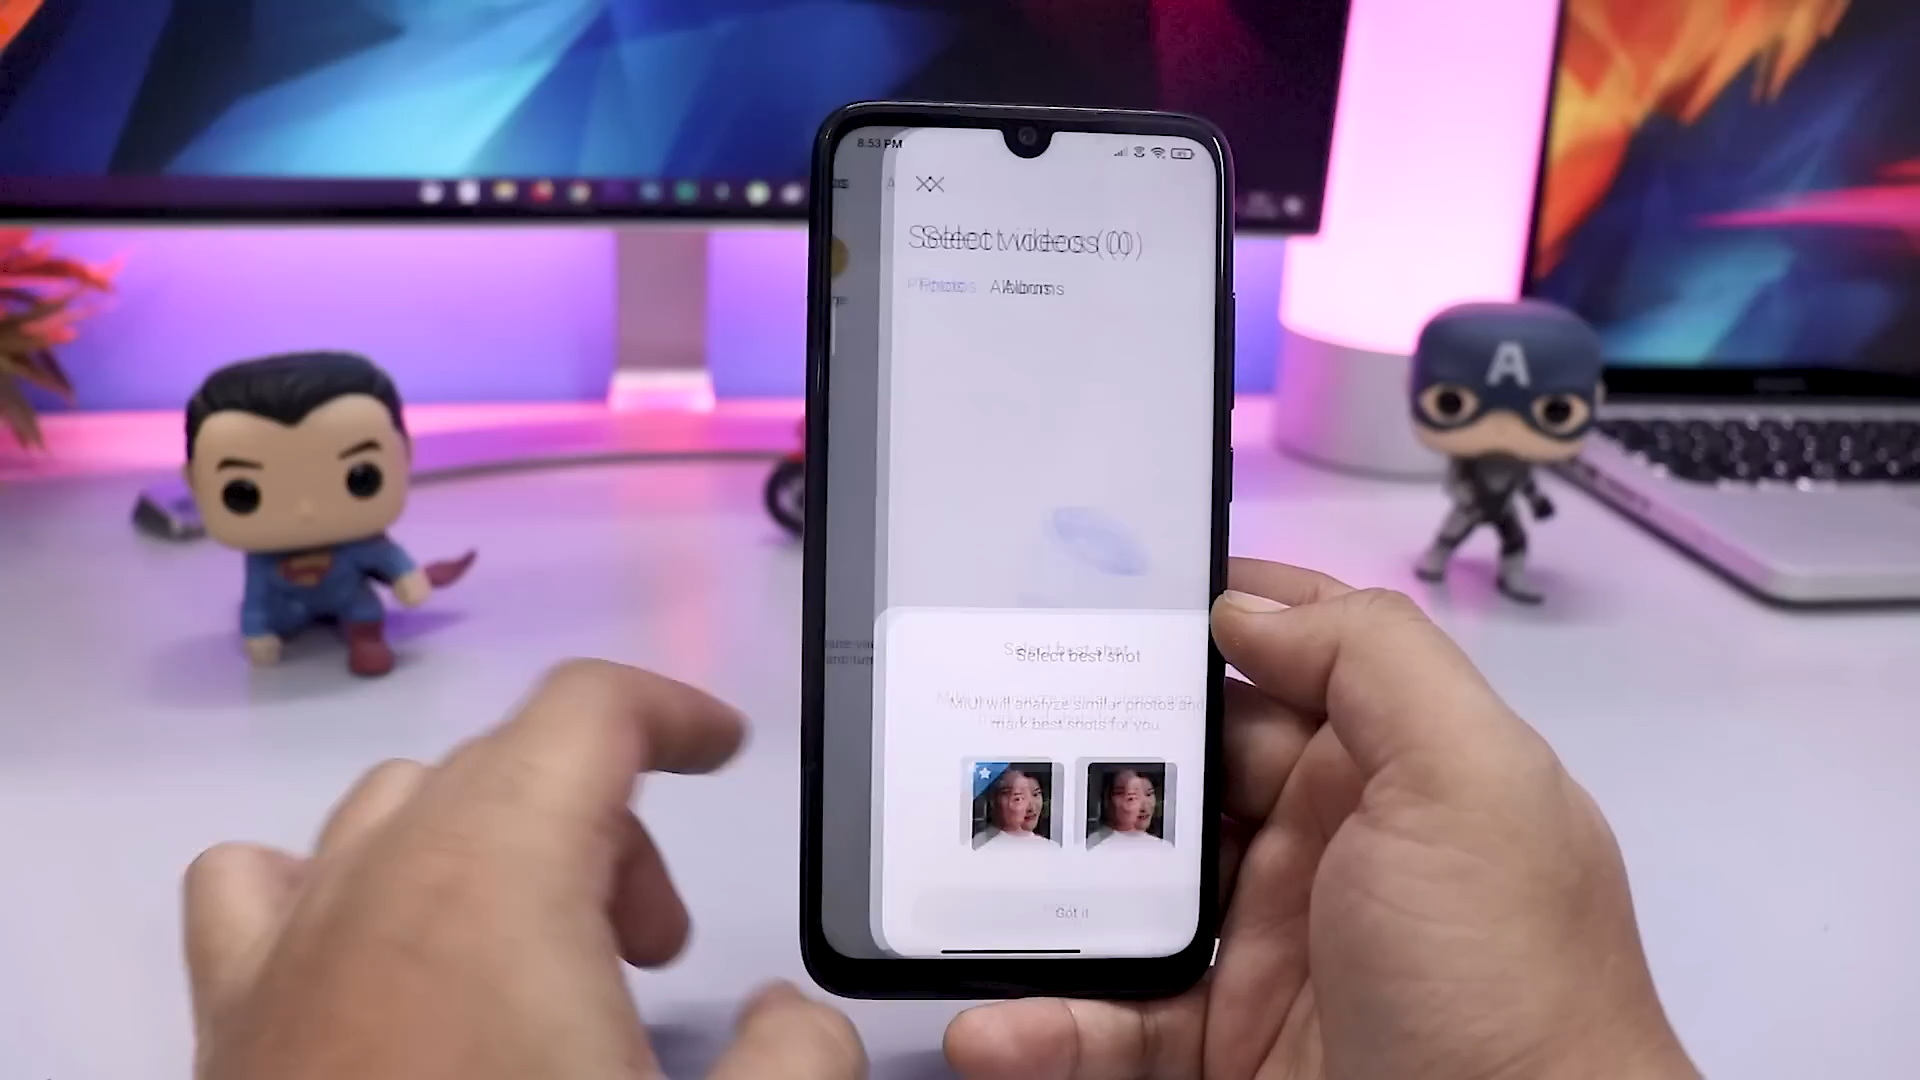 8:53 PM
Select videos (0)
Photos Albums
Select best shot
MIUI will analyze similar photos and
mark best shots for you
Got it
A